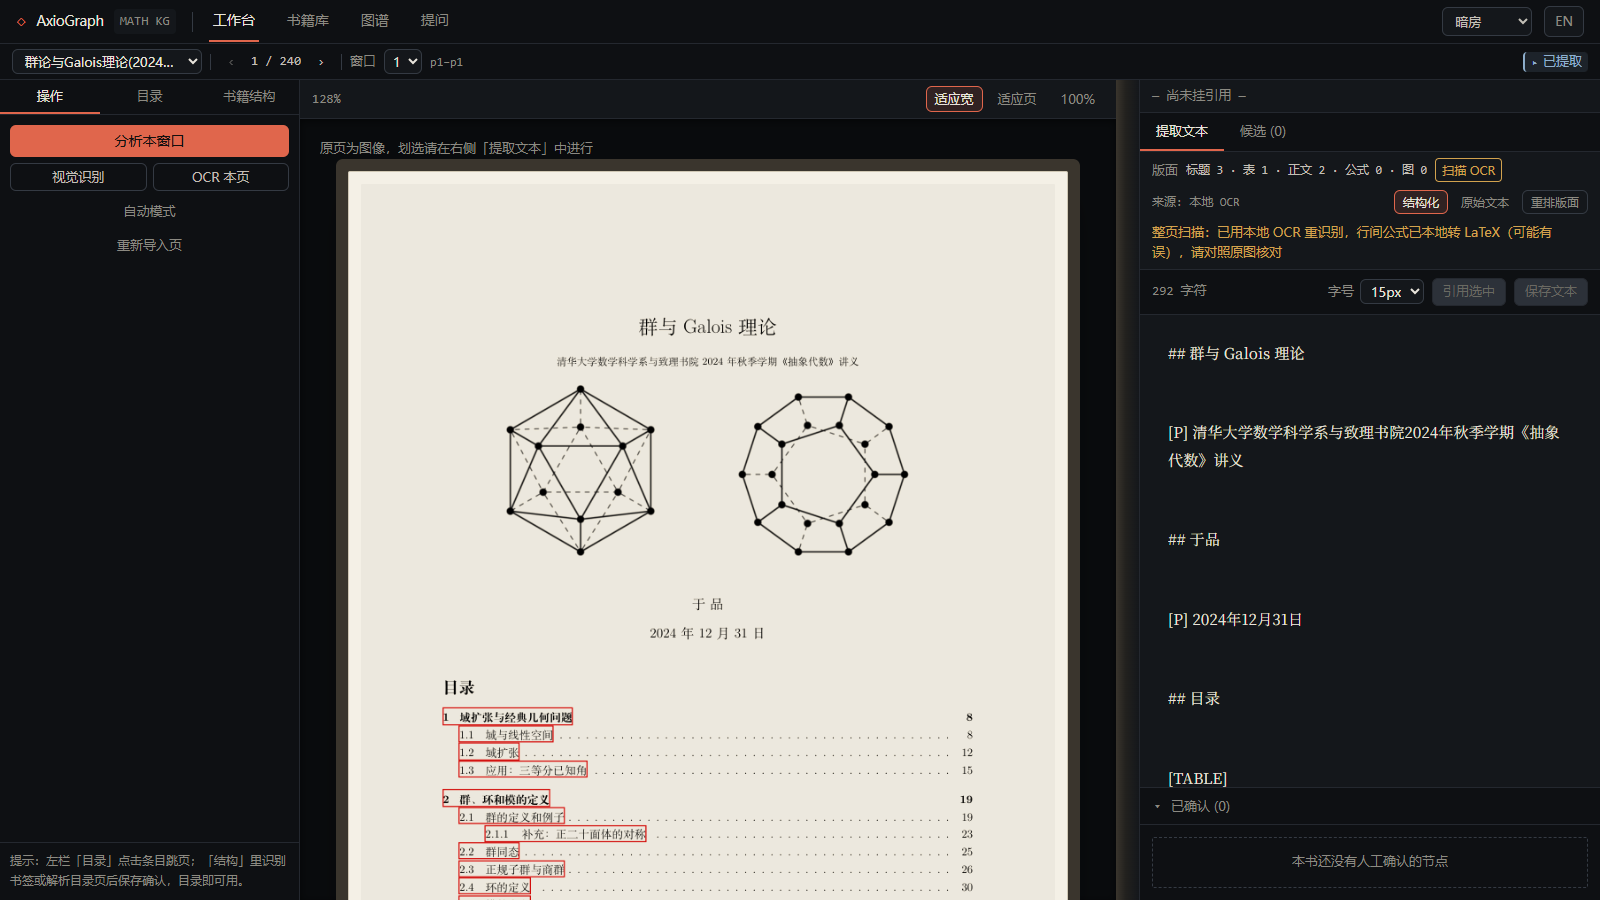 ◇ AxioGraph MATH KG 工作台 书籍库 图谱 提问 暗房 EN
群论与Galois理论(2024... ‹ 1 / 240 › 窗口 1 p1–p1 ▸ 已提取
操作 目录 书籍结构
分析本窗口
视觉识别 OCR 本页
自动模式
重新导入页
提示：左栏「目录」点击条目跳页；「结构」里识别
书签或解析目录页后保存确认，目录即可用。
128% 适应宽 适应页 100%
原页为图像，划选请在右侧「提取文本」中进行
群与 Galois 理论
清华大学数学科学系与致理书院 2024 年秋季学期《抽象代数》讲义
于 品
2024 年 12 月 31 日
目录
1 域扩张与经典几何问题 8
1.1 域与线性空间 8
1.2 域扩张 12
1.3 应用：三等分已知角 15
2 群、环和模的定义 19
2.1 群的定义和例子 19
2.1.1 补充：正二十面体的对称 23
2.2 群同态 25
2.3 正规子群与商群 26
2.4 环的定义 30
— 尚未挂引用 —
提取文本 候选 (0)
版面 标题 3 · 表 1 · 正文 2 · 公式 0 · 图 0 扫描 OCR
来源: 本地 OCR 结构化 原始文本 重排版面
整页扫描：已用本地 OCR 重识别，行间公式已本地转 LaTeX（可能有
误），请对照原图核对
292 字符 字号 15px 引用选中 保存文本
## 群与 Galois 理论
[P] 清华大学数学科学系与致理书院2024年秋季学期《抽象
代数》讲义
## 于品
[P] 2024年12月31日
## 目录
[TABLE]
▾ 已确认 (0)
本书还没有人工确认的节点